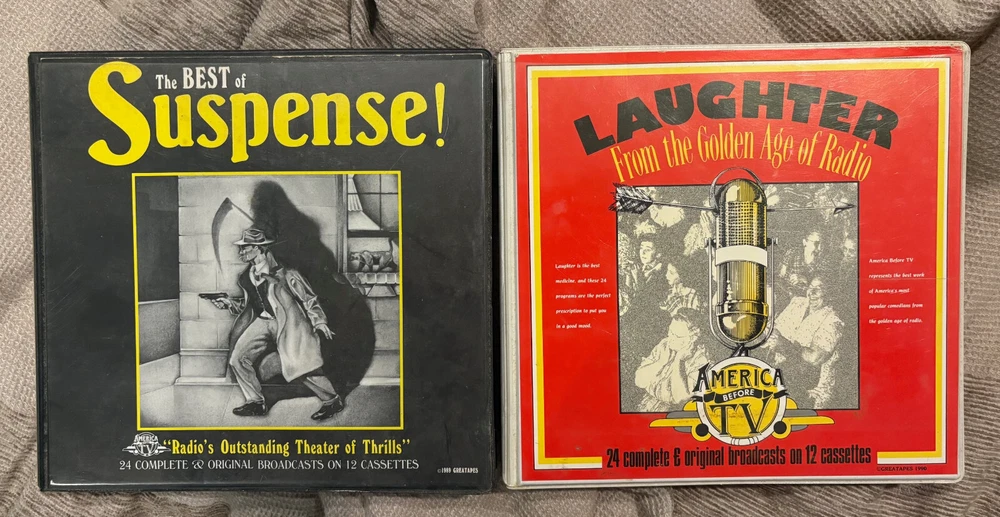 The BEST of
Suspense!
AMERICA
BEFORE
TV
"Radio's Outstanding Theater of Thrills"
24 COMPLETE & ORIGINAL BROADCASTS ON 12 CASSETTES
©1989 GREATAPES
LAUGHTER
From the Golden Age of Radio
Laughter is the best
medicine, and these 24
programs are the perfect
prescription to put you
in a good mood.
America Before TV
represents the best work
of America's most
popular comedians from
the golden age of radio.
AMERICA
BEFORE
TV
24 complete & original broadcasts on 12 cassettes
©GREATAPES 1990